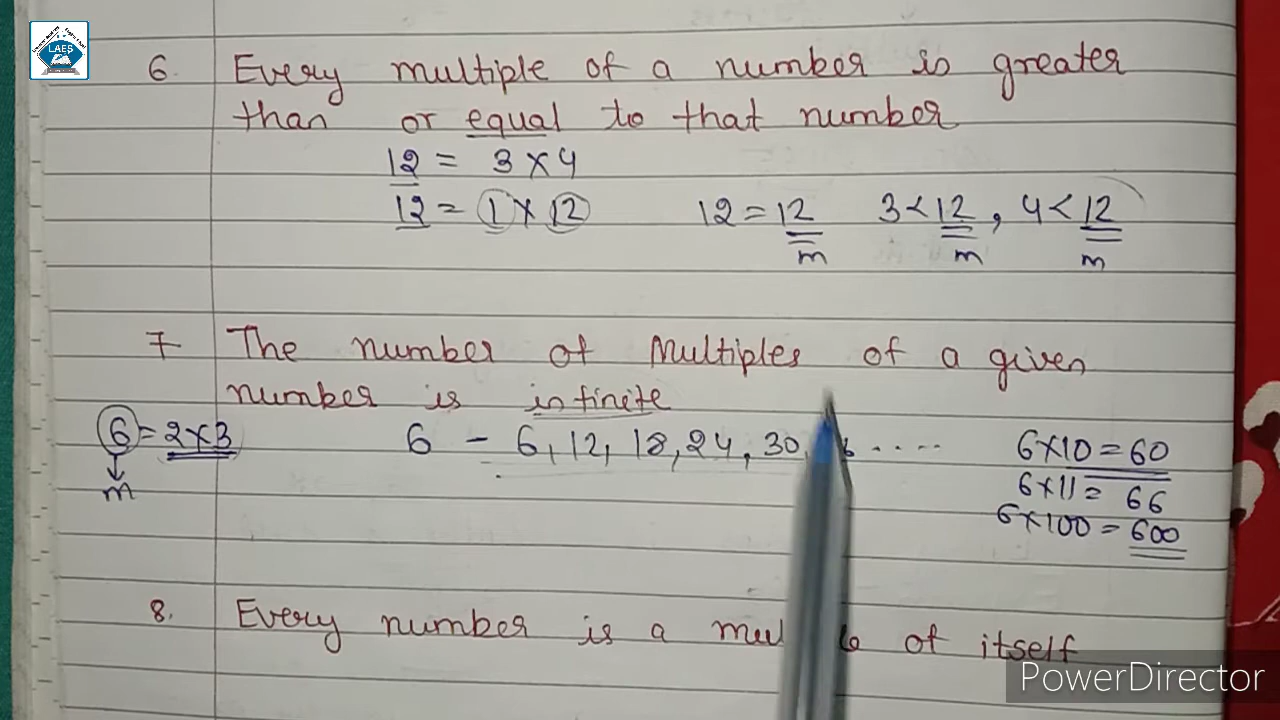 LAES
6. Every multiple of a number is greater
than or equal to that number
12 = 3 × 4
12 = 1 × 12 12 = 12 3 < 12 , 4 < 12
m m m
7 The number of Multiples of a given
number is infinite
6 = 2×3 6 - 6, 12, 18, 24, 30, ..... 6×10 = 60
m 6×11 = 66
6×100 = 600
8. Every number is a of itself
PowerDirector